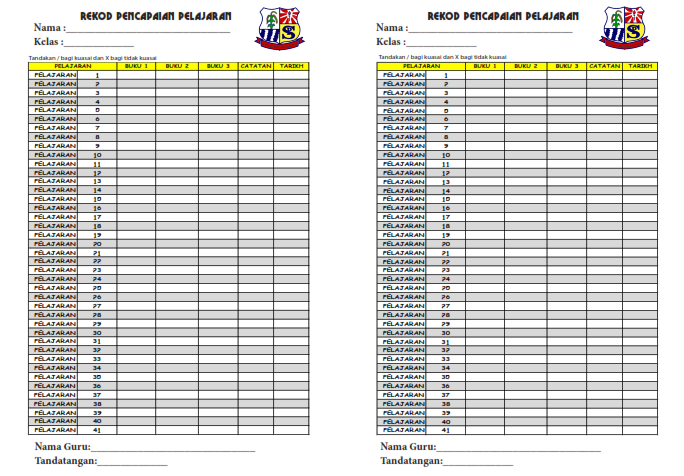 REKOD PENCAPAIAN PELAJARAN
Nama :
Kelas :
Tandakan / bagi kuasai dan X bagi tidak kuasai
PELAJARAN BUKU 1 BUKU 2 BUKU 3 CATATAN TARIKH
PELAJARAN 1
PELAJARAN 2
PELAJARAN 3
PELAJARAN 4
PELAJARAN 5
PELAJARAN 6
PELAJARAN 7
PELAJARAN 8
PELAJARAN 9
PELAJARAN 10
PELAJARAN 11
PELAJARAN 12
PELAJARAN 13
PELAJARAN 14
PELAJARAN 15
PELAJARAN 16
PELAJARAN 17
PELAJARAN 18
PELAJARAN 19
PELAJARAN 20
PELAJARAN 21
PELAJARAN 22
PELAJARAN 23
PELAJARAN 24
PELAJARAN 25
PELAJARAN 26
PELAJARAN 27
PELAJARAN 28
PELAJARAN 29
PELAJARAN 30
PELAJARAN 31
PELAJARAN 32
PELAJARAN 33
PELAJARAN 34
PELAJARAN 35
PELAJARAN 36
PELAJARAN 37
PELAJARAN 38
PELAJARAN 39
PELAJARAN 40
PELAJARAN 41
Nama Guru:
Tandatangan:
REKOD PENCAPAIAN PELAJARAN
Nama :
Kelas :
Tandakan / bagi kuasai dan X bagi tidak kuasai
PELAJARAN BUKU 1 BUKU 2 BUKU 3 CATATAN TARIKH
PELAJARAN 1
PELAJARAN 2
PELAJARAN 3
PELAJARAN 4
PELAJARAN 5
PELAJARAN 6
PELAJARAN 7
PELAJARAN 8
PELAJARAN 9
PELAJARAN 10
PELAJARAN 11
PELAJARAN 12
PELAJARAN 13
PELAJARAN 14
PELAJARAN 15
PELAJARAN 16
PELAJARAN 17
PELAJARAN 18
PELAJARAN 19
PELAJARAN 20
PELAJARAN 21
PELAJARAN 22
PELAJARAN 23
PELAJARAN 24
PELAJARAN 25
PELAJARAN 26
PELAJARAN 27
PELAJARAN 28
PELAJARAN 29
PELAJARAN 30
PELAJARAN 31
PELAJARAN 32
PELAJARAN 33
PELAJARAN 34
PELAJARAN 35
PELAJARAN 36
PELAJARAN 37
PELAJARAN 38
PELAJARAN 39
PELAJARAN 40
PELAJARAN 41
Nama Guru:
Tandatangan: